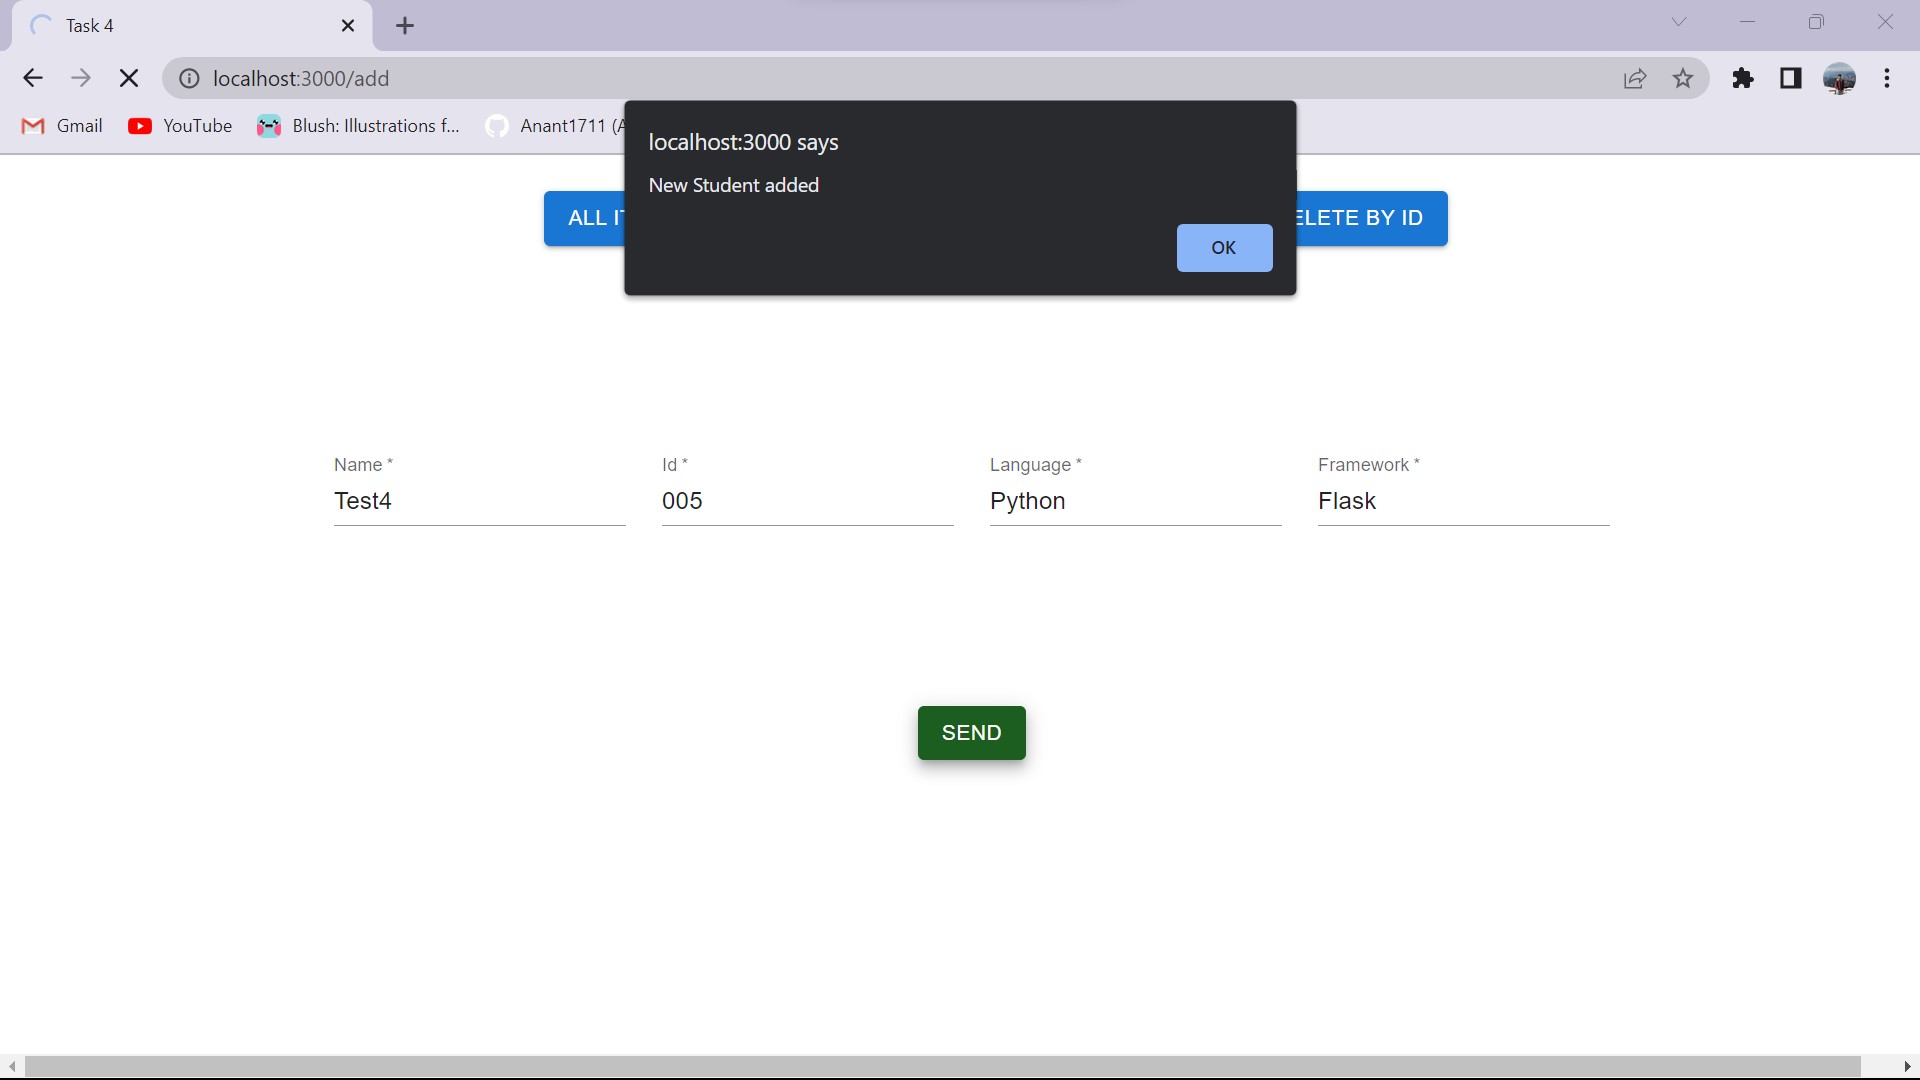 Task 4
localhost:3000/add
Gmail
YouTube
Blush: Illustrations f...
Anant1711 (
localhost:3000 says
New Student added
OK
ALL
ELETE BY ID
Name *
Id *
Language *
Framework *
Test4
005
Python
Flask
SEND